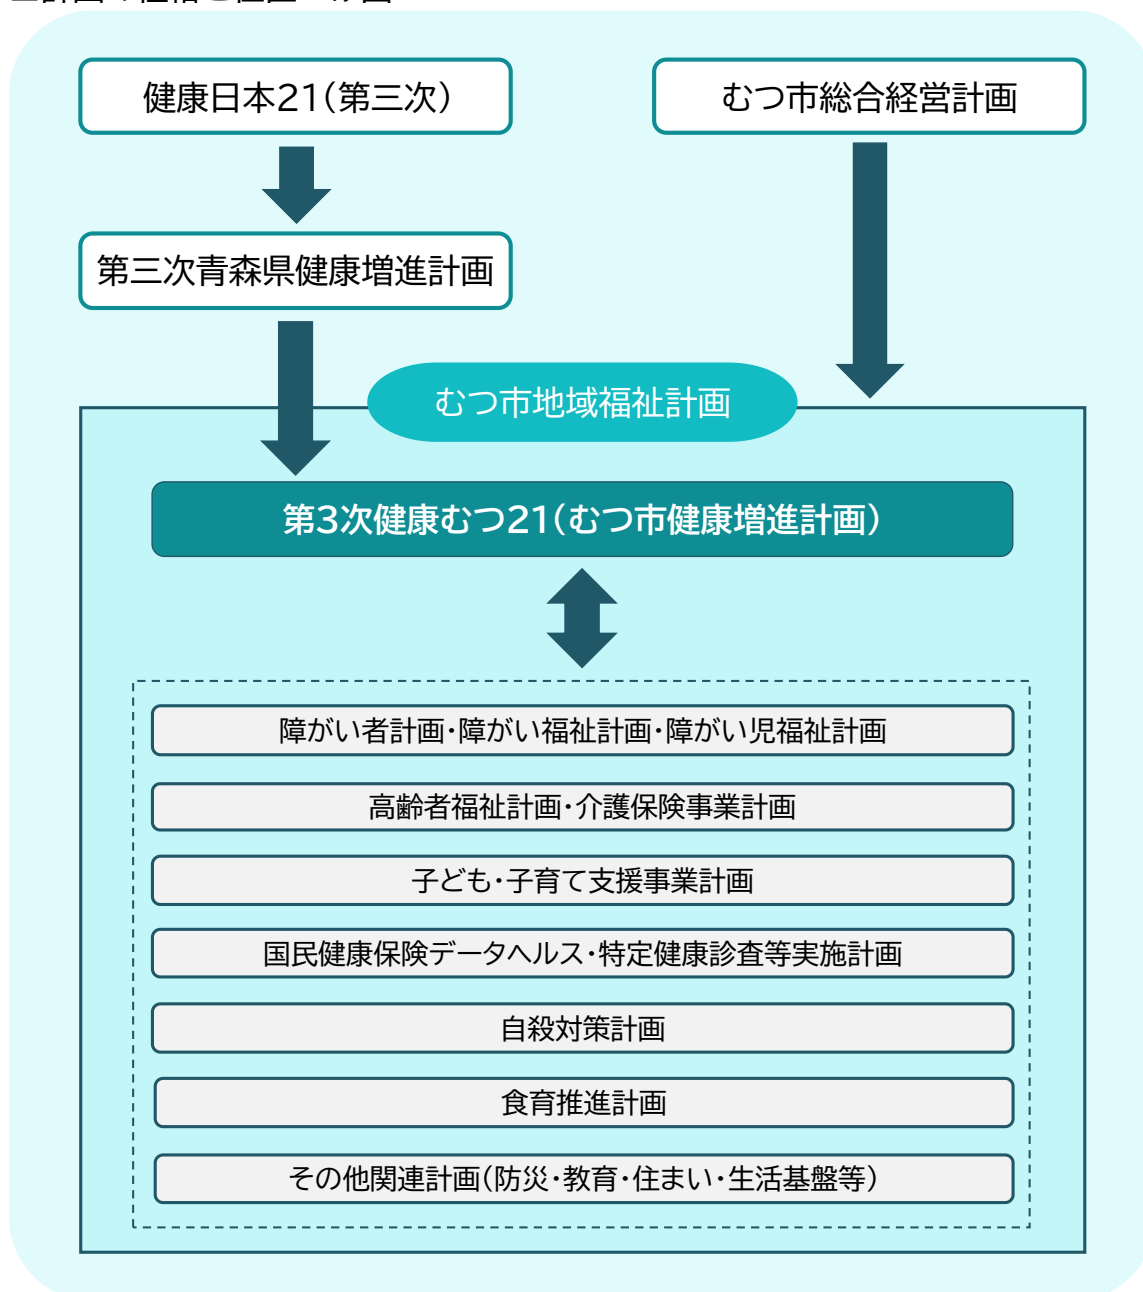 健康日本21(第三次)
むつ市総合経営計画
第三次青森県健康増進計画
むつ市地域福祉計画
第3次健康むつ21(むつ市健康増進計画)
障がい者計画・障がい福祉計画・障がい児福祉計画
高齢者福祉計画・介護保険事業計画
子ども・子育て支援事業計画
国民健康保険データヘルス・特定健康診査等実施計画
自殺対策計画
食育推進計画
その他関連計画(防災・教育・住まい・生活基盤等)